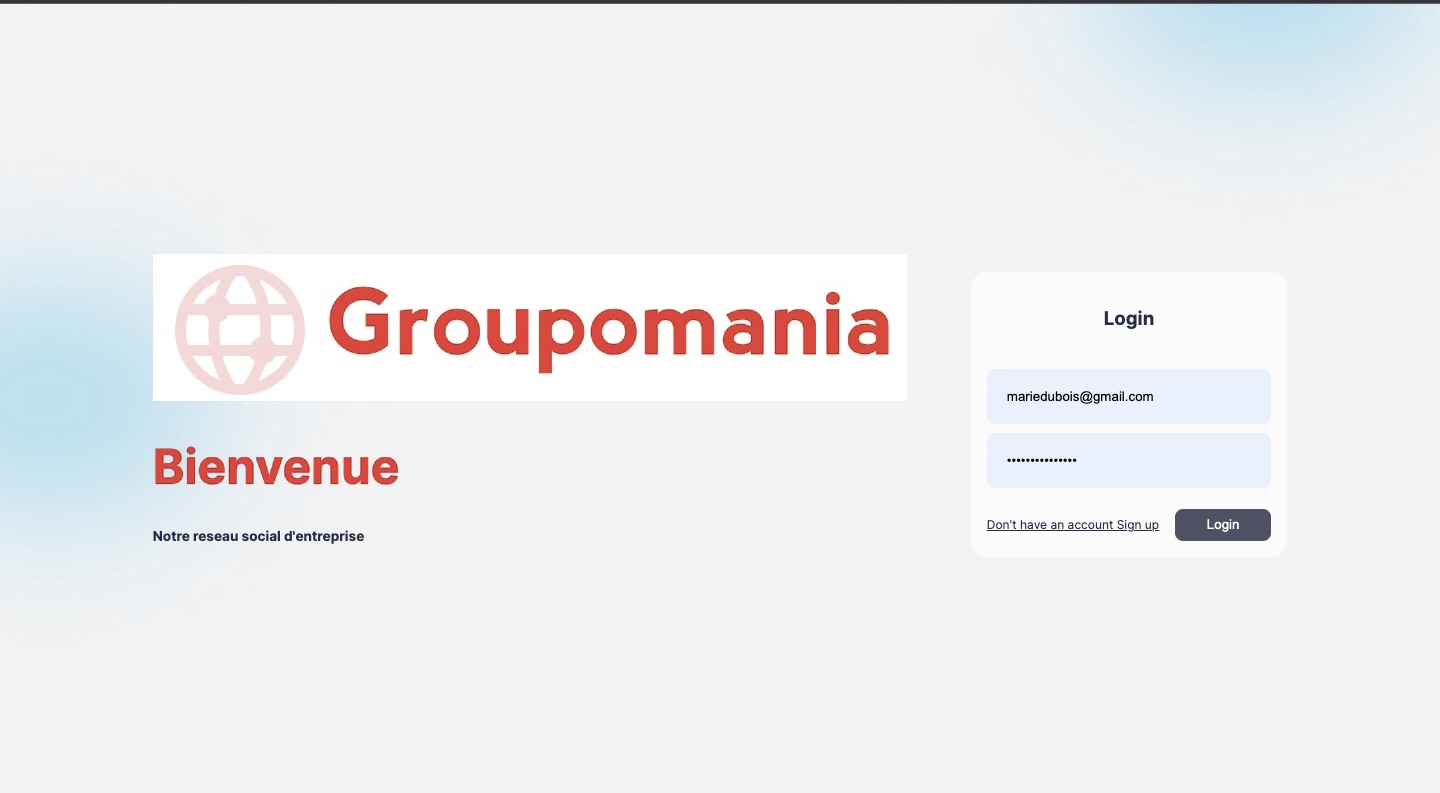 Groupomania
Bienvenue
Notre reseau social d'entreprise
Login
mariedubois@gmail.com
•••••••••••••••
Don't have an account Sign up
Login